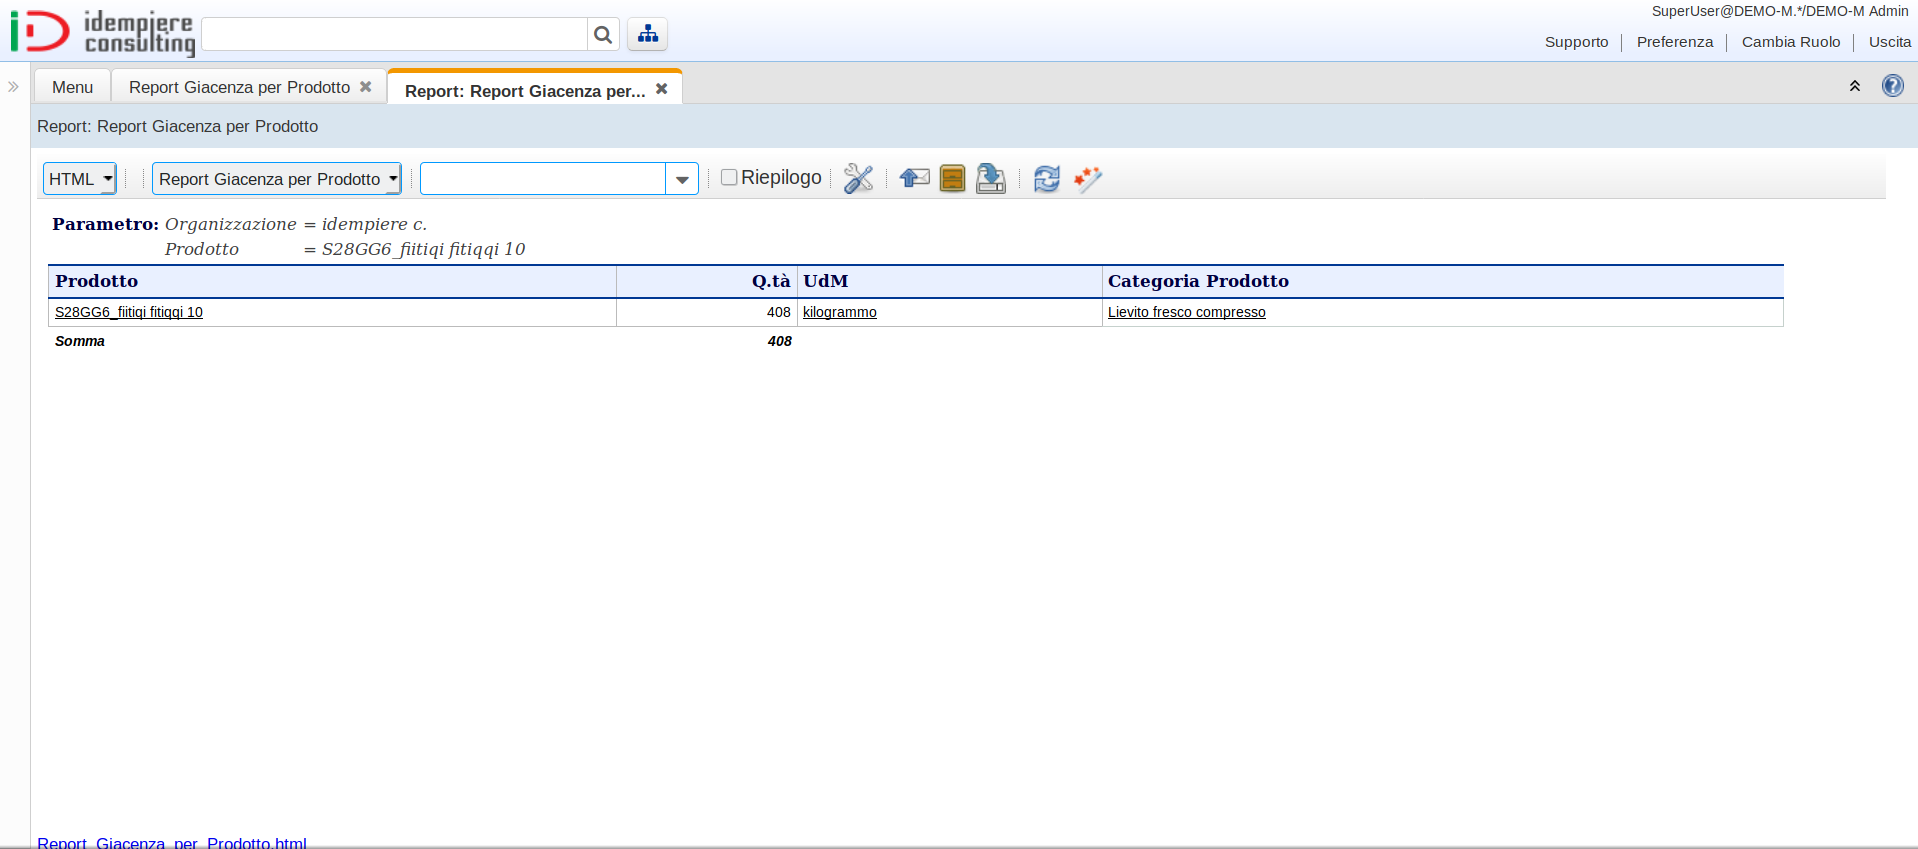 idempiere
consulting
SuperUser@DEMO-M.*/DEMO-M Admin
Supporto Preferenza Cambia Ruolo Uscita
Menu Report Giacenza per Prodotto Report: Report Giacenza per...
Report: Report Giacenza per Prodotto
HTML Report Giacenza per Prodotto Riepilogo
Parametro: Organizzazione = idempiere c.
Prodotto = S28GG6_fiitiqi fitiqqi 10
Prodotto Q.tà UdM Categoria Prodotto
S28GG6_fiitiqi fitiqqi 10 408 kilogrammo Lievito fresco compresso
Somma 408
Report_Giacenza_per_Prodotto.html